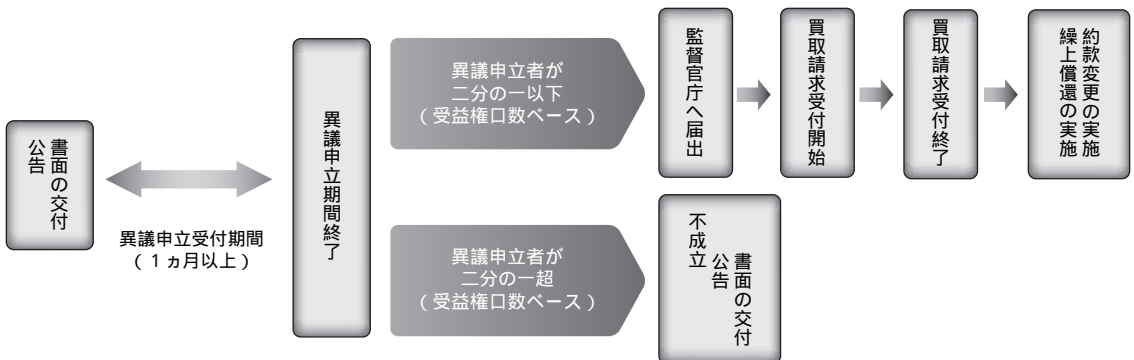 書面の交付
公告
異議申立受付期間
(1ヵ月以上)
異議申立期間終了
異議申立者が
二分の一以下
(受益権口数ベース)
監督官庁へ届出
買取請求受付開始
買取請求受付終了
約款変更の実施
繰上償還の実施
異議申立者が
二分の一超
(受益権口数ベース)
書面の交付
公告
不成立